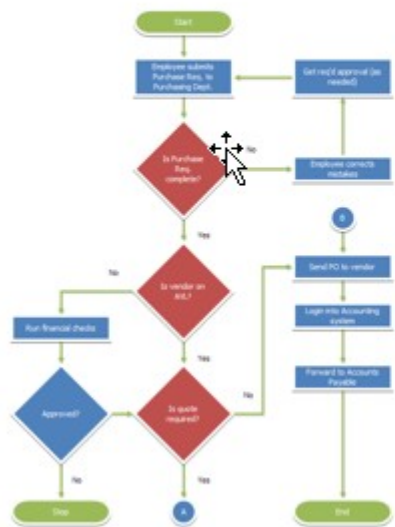 Start
Employee submits
Purchase Req. to
Purchasing Dept.
Get req'd approval (as
needed)
Is Purchase
Req.
complete?
No
Employee corrects
mistakes
Yes
B
Is vendor on
AVL?
No
Send PO to vendor
Run financial checks
Login into Accounting
system
Yes
Approved?
Is quote
required?
No
Forward to Accounts
Payable
No
Yes
Stop
A
End